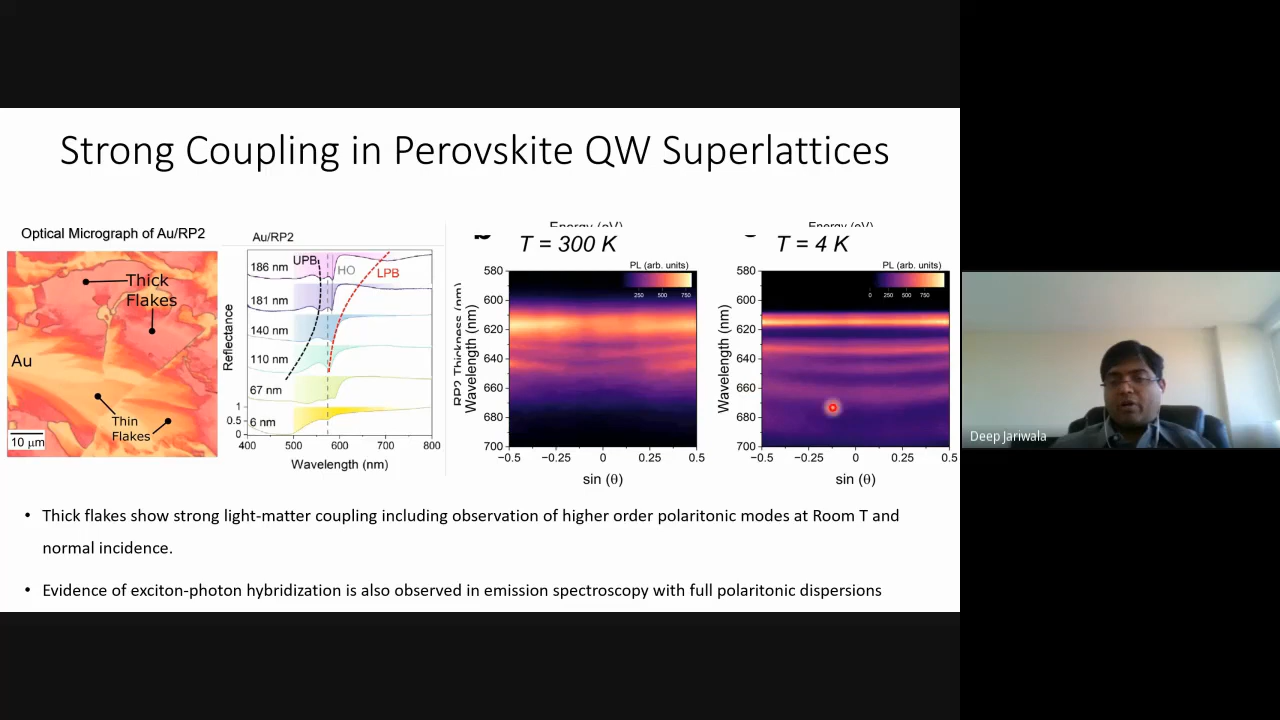 Strong Coupling in Perovskite QW Superlattices
Optical Micrograph of Au/RP2
Thick
Flakes
Au
Thin
Flakes
10 μm
Au/RP2
186 nm
UPB
HO
LPB
181 nm
140 nm
110 nm
67 nm
6 nm
Reflectance
1
0.5
0
400 500 600 700 800
Wavelength (nm)
Energy (eV)
T = 300 K
PL (arb. units)
250 500 750
RP2 Thickness (nm)
Wavelength (nm)
580
600
620
640
660
680
700
−0.5 −0.25 0 0.25 0.5
sin (θ)
Energy (eV)
T = 4 K
PL (arb. units)
0 250 500 750
Wavelength (nm)
580
600
620
640
660
680
700
−0.5 −0.25 0 0.25 0.5
sin (θ)
• Thick flakes show strong light-matter coupling including observation of higher order polaritonic modes at Room T and
normal incidence.
• Evidence of exciton-photon hybridization is also observed in emission spectroscopy with full polaritonic dispersions
Deep Jariwala